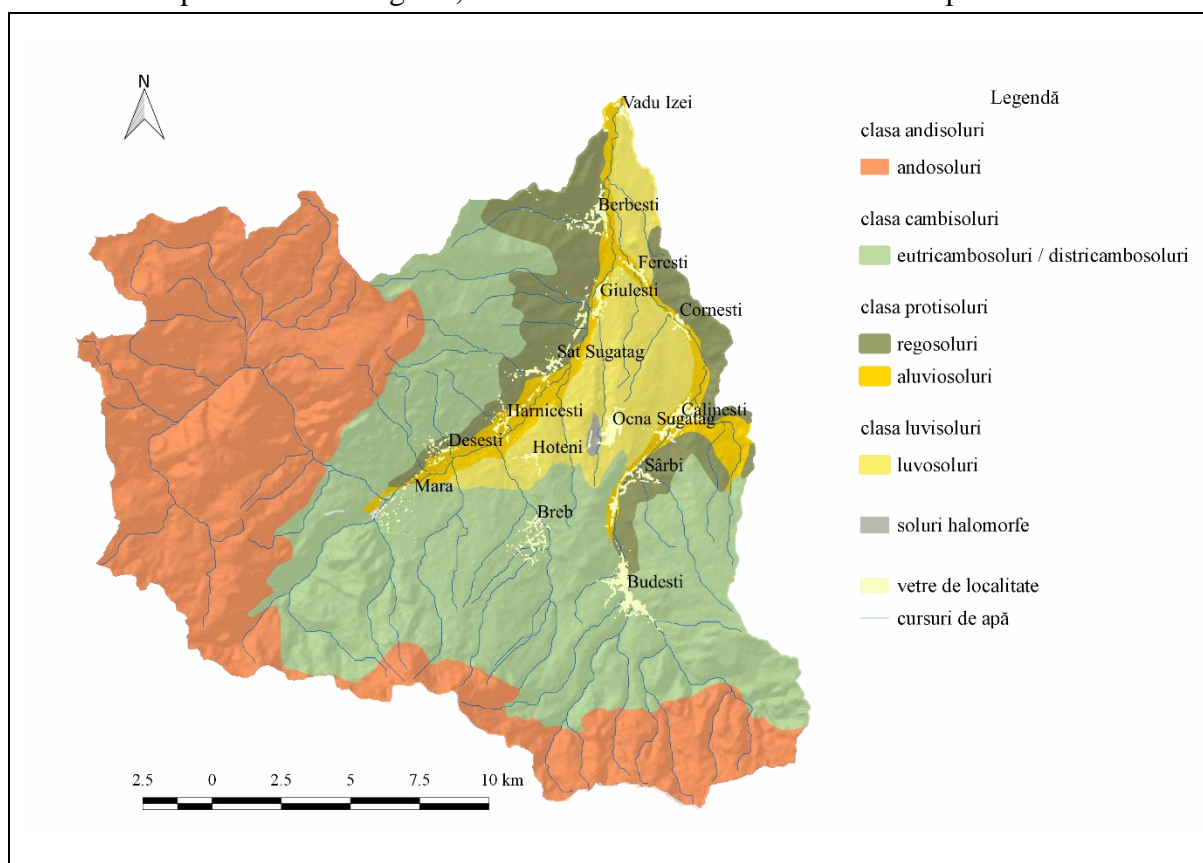 N
Vadu Izei
Berbesti
Feresti
Giulesti
Cornesti
Sat Sugatag
Harnicesti
Calinesti
Ocna Sugatag
Desesti
Hoteni
Sârbi
Mara
Breb
Budesti
2.5 0 2.5 5 7.5 10 km
Legendă
clasa andisoluri
andosoluri
clasa cambisoluri
eutricambosoluri / districambosoluri
clasa protisoluri
regosoluri
aluviosoluri
clasa luvisoluri
luvosoluri
soluri halomorfe
vetre de localitate
cursuri de apă